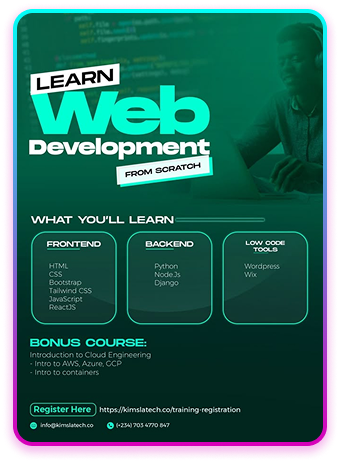 LEARN
Web
Development
FROM SCRATCH
WHAT YOU'LL LEARN
FRONTEND
HTML
CSS
Bootstrap
Tailwind CSS
JavaScript
ReactJS
BACKEND
Python
Node.Js
Django
LOW CODE
TOOLS
Wordpress
Wix
BONUS COURSE:
Introduction to Cloud Engineering
- Intro to AWS, Azure, GCP
- Intro to containers
Register Here https://kimslatech.co/training-registration
info@kimslatech.co (+234) 703 4770 847